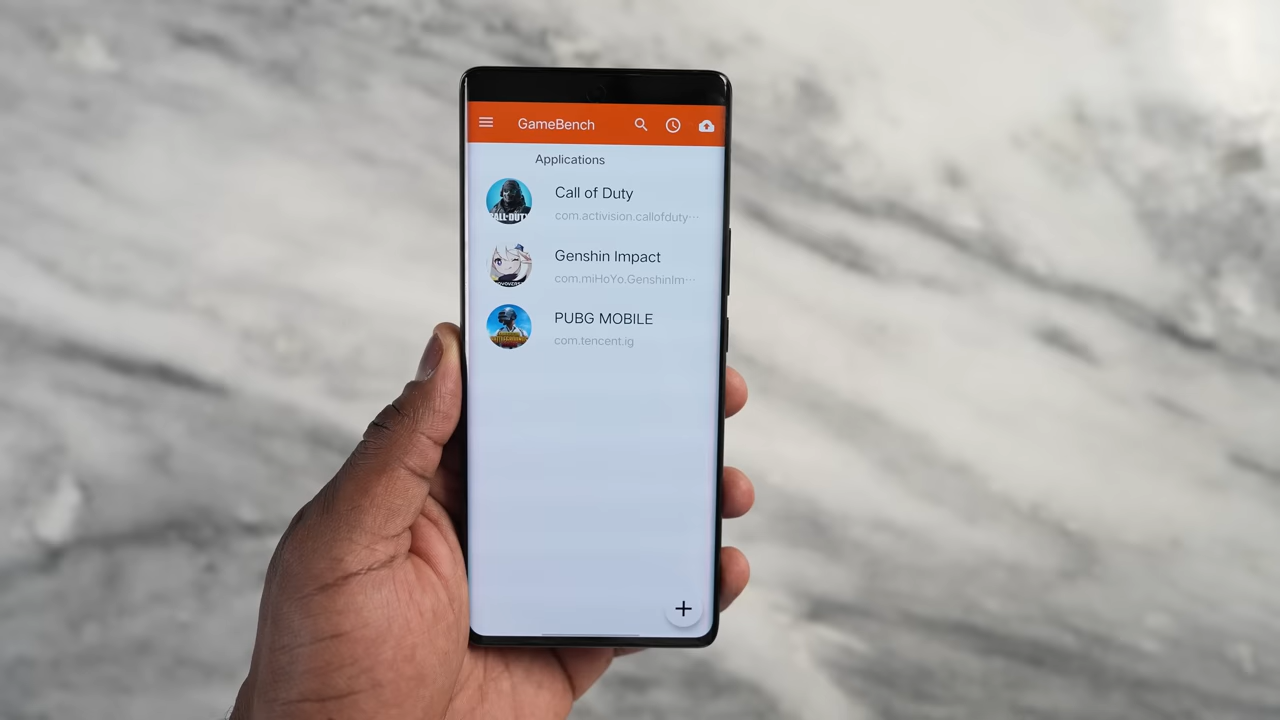 GameBench
Applications
Call of Duty
com.activision.callofduty…
Genshin Impact
com.miHoYo.GenshinIm…
PUBG MOBILE
com.tencent.ig